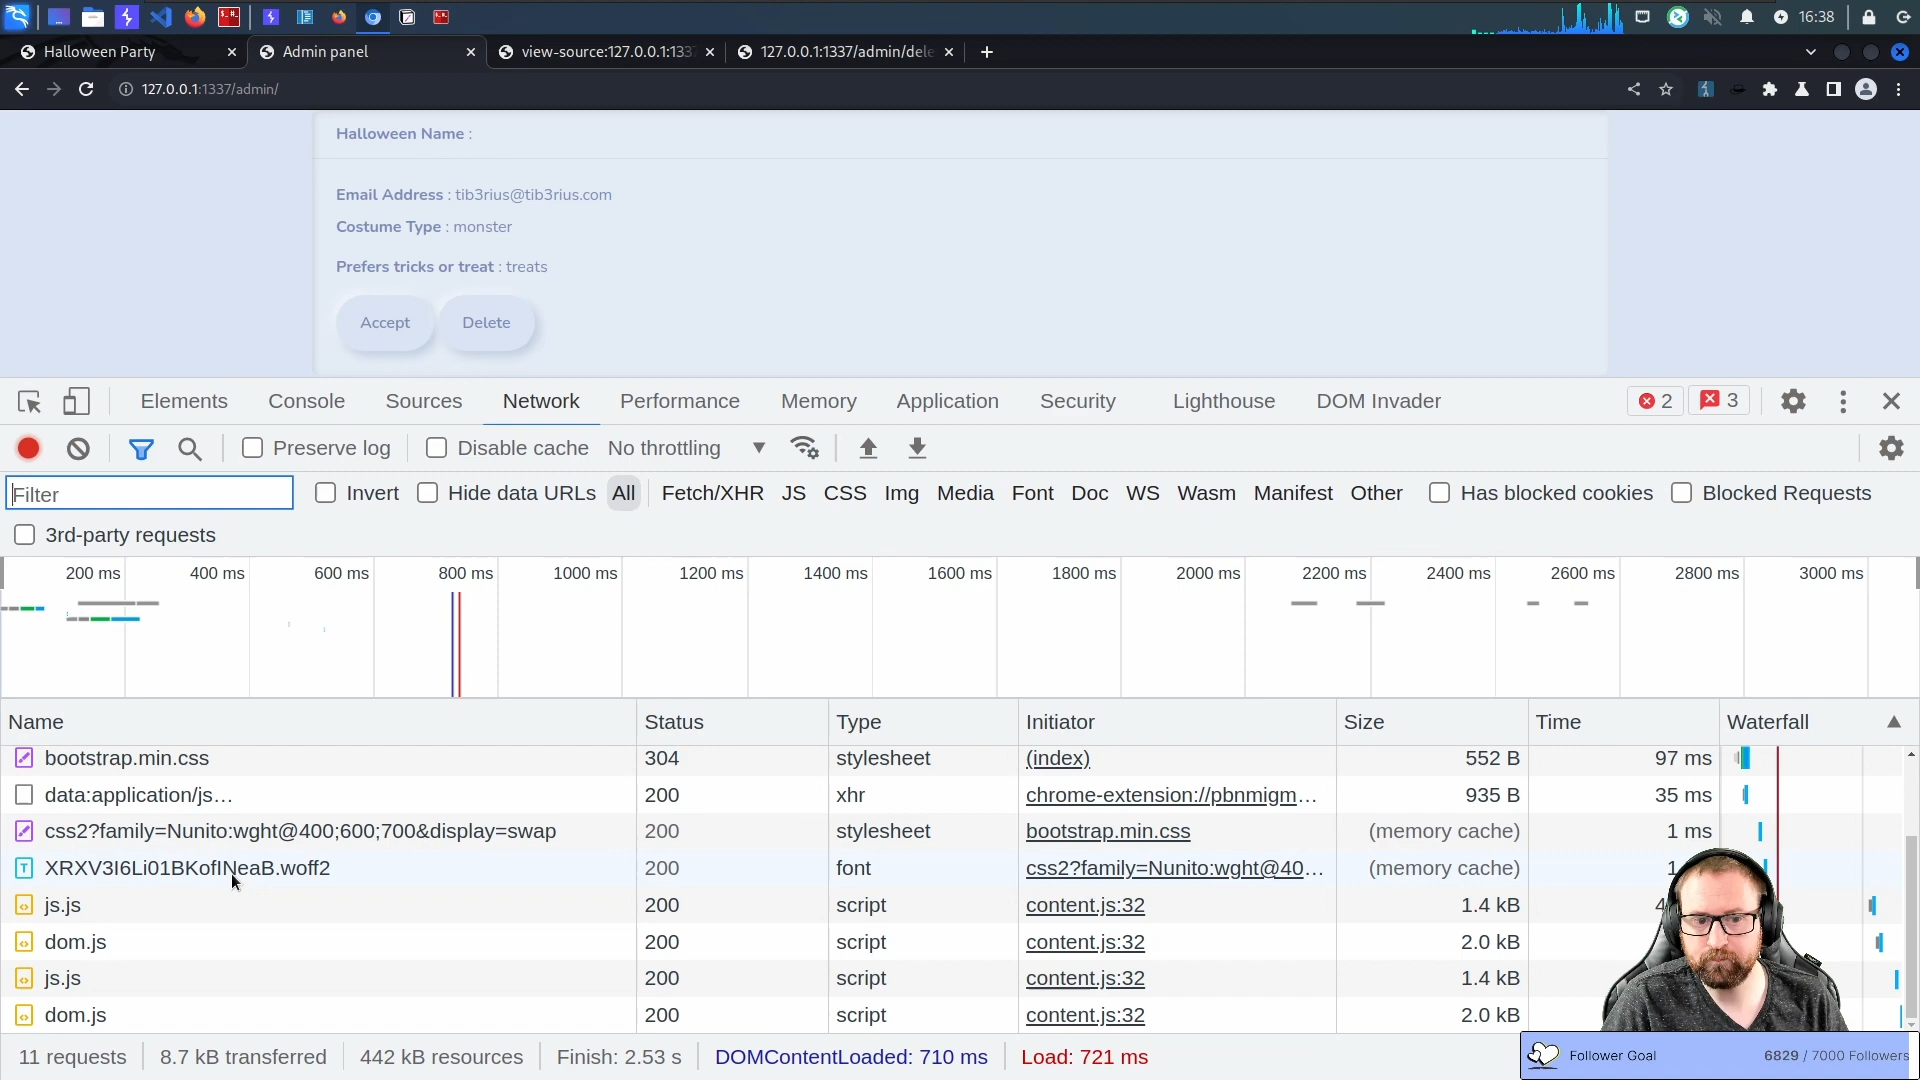 16:38
Halloween Party
Admin panel
view-source:127.0.0.1:133
127.0.0.1:1337/admin/dele
127.0.0.1:1337/admin/
Halloween Name :
Email Address : tib3rius@tib3rius.com
Costume Type : monster
Prefers tricks or treat : treats
Accept Delete
Elements Console Sources Network Performance Memory Application Security Lighthouse DOM Invader 2 3
Preserve log Disable cache No throttling
Filter Invert Hide data URLs All Fetch/XHR JS CSS Img Media Font Doc WS Wasm Manifest Other Has blocked cookies Blocked Requests
3rd-party requests
200 ms 400 ms 600 ms 800 ms 1000 ms 1200 ms 1400 ms 1600 ms 1800 ms 2000 ms 2200 ms 2400 ms 2600 ms 2800 ms 3000 ms
Name Status Type Initiator Size Time Waterfall
bootstrap.min.css 304 stylesheet (index) 552 B 97 ms
data:application/js… 200 xhr chrome-extension://pbnmigm… 935 B 35 ms
css2?family=Nunito:wght@400;600;700&display=swap 200 stylesheet bootstrap.min.css (memory cache) 1 ms
XRXV3I6Li01BKofINeaB.woff2 200 font css2?family=Nunito:wght@40… (memory cache) 1
js.js 200 script content.js:32 1.4 kB 4
dom.js 200 script content.js:32 2.0 kB
js.js 200 script content.js:32 1.4 kB
dom.js 200 script content.js:32 2.0 kB
11 requests 8.7 kB transferred 442 kB resources Finish: 2.53 s DOMContentLoaded: 710 ms Load: 721 ms
Follower Goal 6829 / 7000 Followers